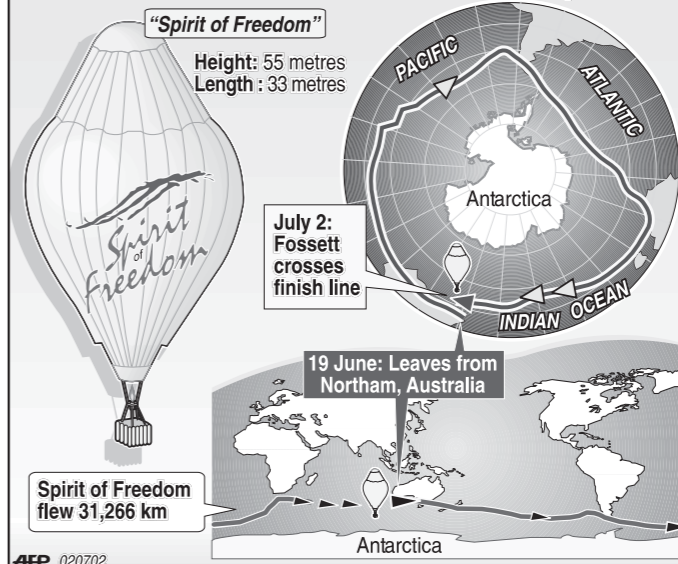 "Spirit of Freedom"
Height: 55 metres
Length : 33 metres
Spirit
of
Freedom
PACIFIC
ATLANTIC
Antarctica
INDIAN OCEAN
July 2:
Fossett
crosses
finish line
19 June: Leaves from
Northam, Australia
Spirit of Freedom
flew 31,266 km
Antarctica
AFP 020702